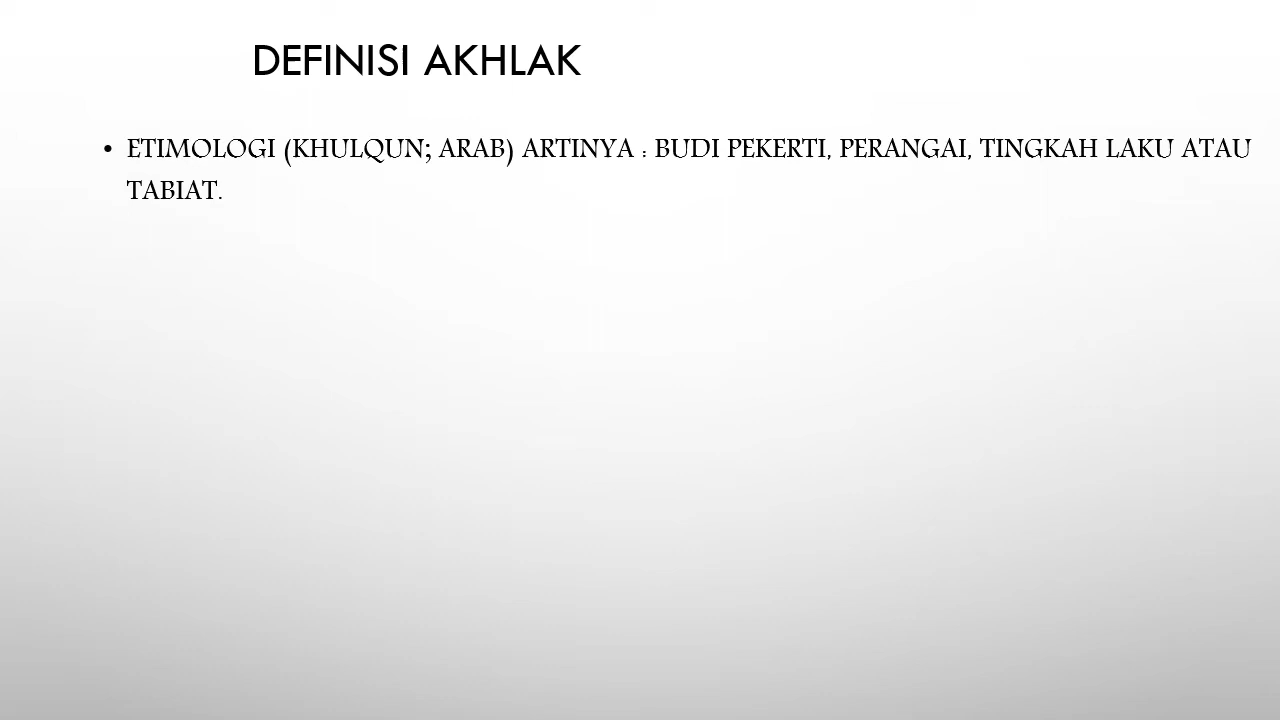 DEFINISI AKHLAK
• ETIMOLOGI (KHULQUN; ARAB) ARTINYA : BUDI PEKERTI, PERANGAI, TINGKAH LAKU ATAU
TABIAT.